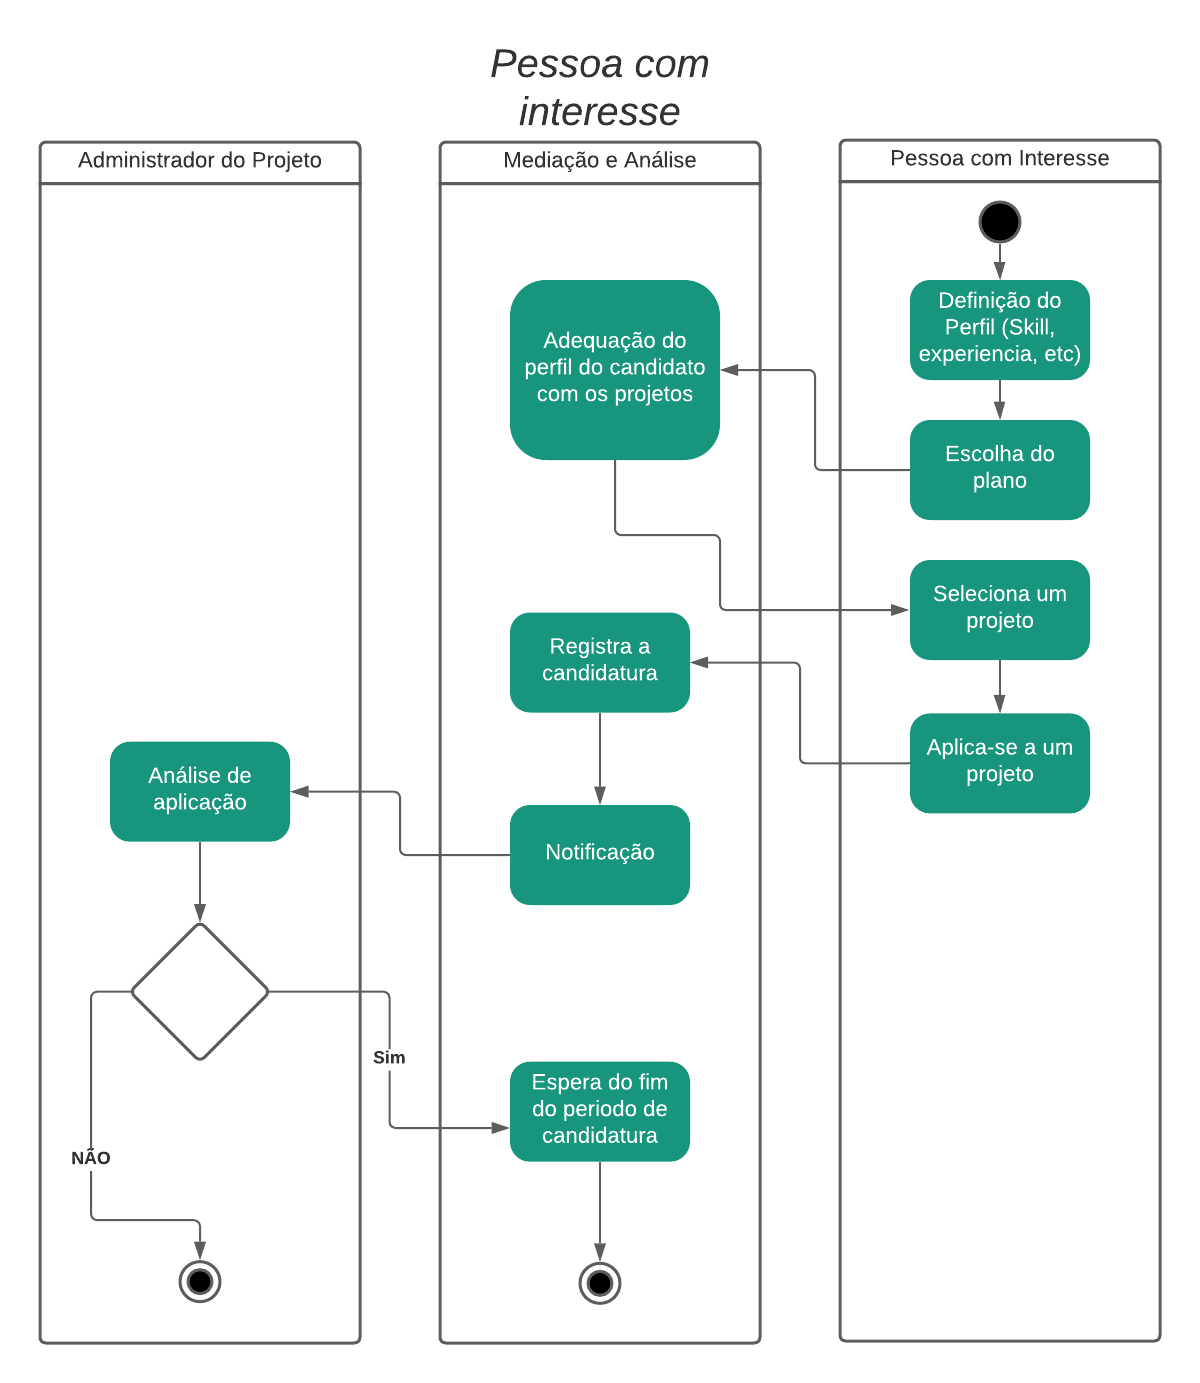 Pessoa com
interesse
Administrador do Projeto
Mediação e Análise
Pessoa com Interesse
Definição do
Perfil (Skill,
experiencia, etc)
Adequação do
perfil do candidato
com os projetos
Escolha do
plano
Seleciona um
projeto
Registra a
candidatura
Aplica-se a um
projeto
Análise de
aplicação
Notificação
Sim
Espera do fim
do periodo de
candidatura
NÃO